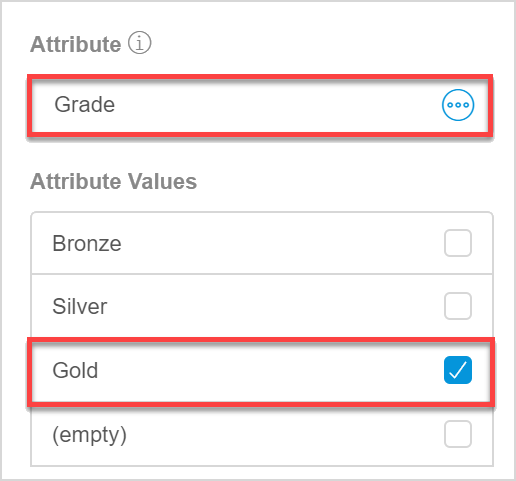 Attribute
Grade
Attribute Values
Bronze
Silver
Gold
(empty)